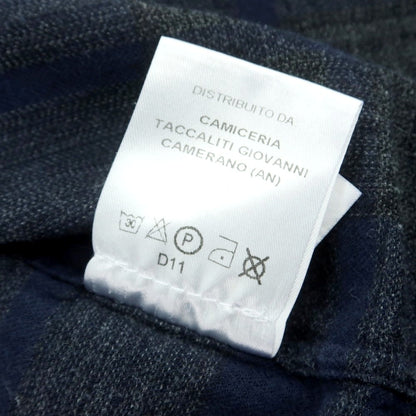 DISTRIBUITO DA:
CAMICERIA
TACCALITI GIOVANNI
CAMERANO (AN)
P
D11